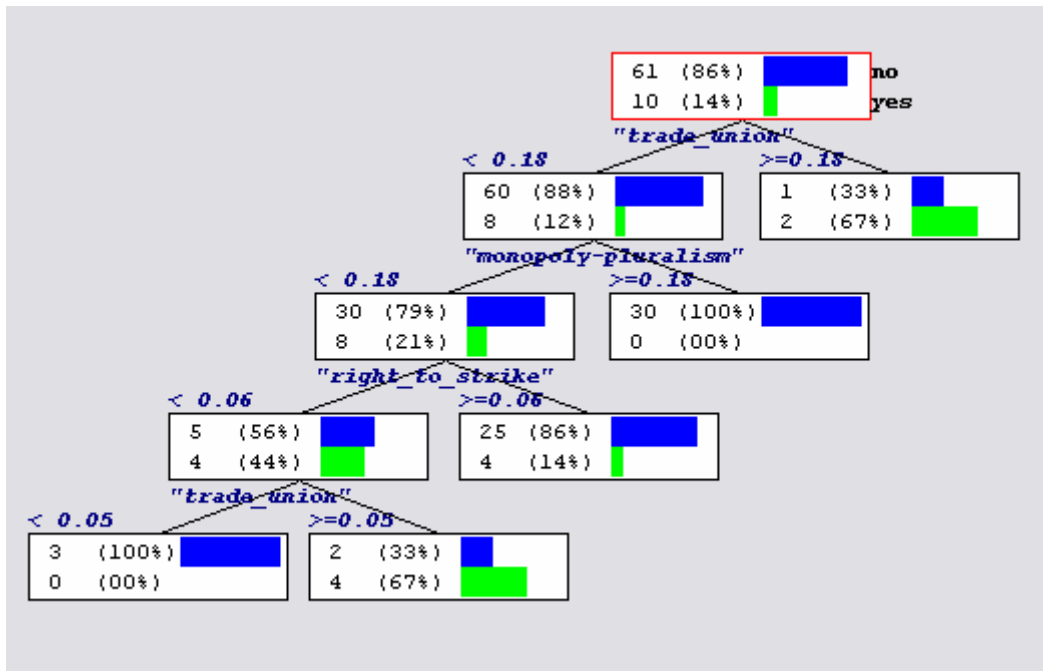 61 (86%) no
10 (14%) yes
"trade_union"
< 0.18 >=0.18
60 (88%) 1 (33%)
8 (12%) 2 (67%)
"monopoly-pluralism"
< 0.18 >=0.18
30 (79%) 30 (100%)
8 (21%) 0 (00%)
"right_to_strike"
< 0.06 >=0.06
5 (56%) 25 (86%)
4 (44%) 4 (14%)
"trade_union"
< 0.05 >=0.05
3 (100%) 2 (33%)
0 (00%) 4 (67%)